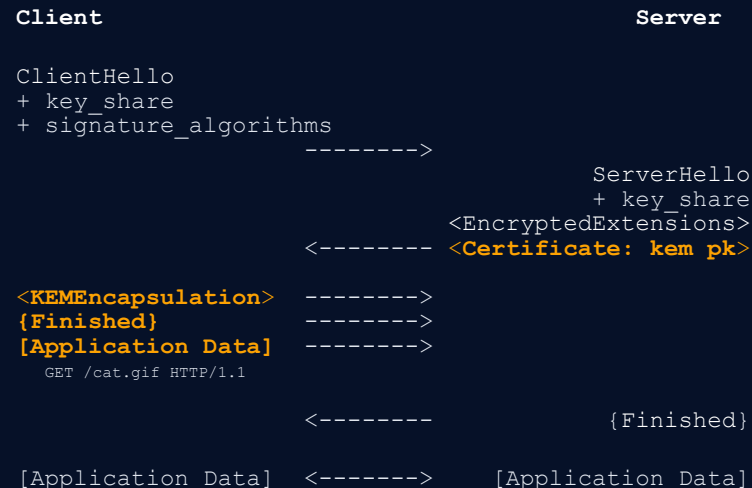 Client Server
ClientHello
+ key_share
+ signature_algorithms
-------->
ServerHello
+ key_share
<EncryptedExtensions>
<-------- <Certificate: kem pk>
<KEMEncapsulation> -------->
{Finished} -------->
[Application Data] -------->
GET /cat.gif HTTP/1.1
<-------- {Finished}
[Application Data] <-------> [Application Data]